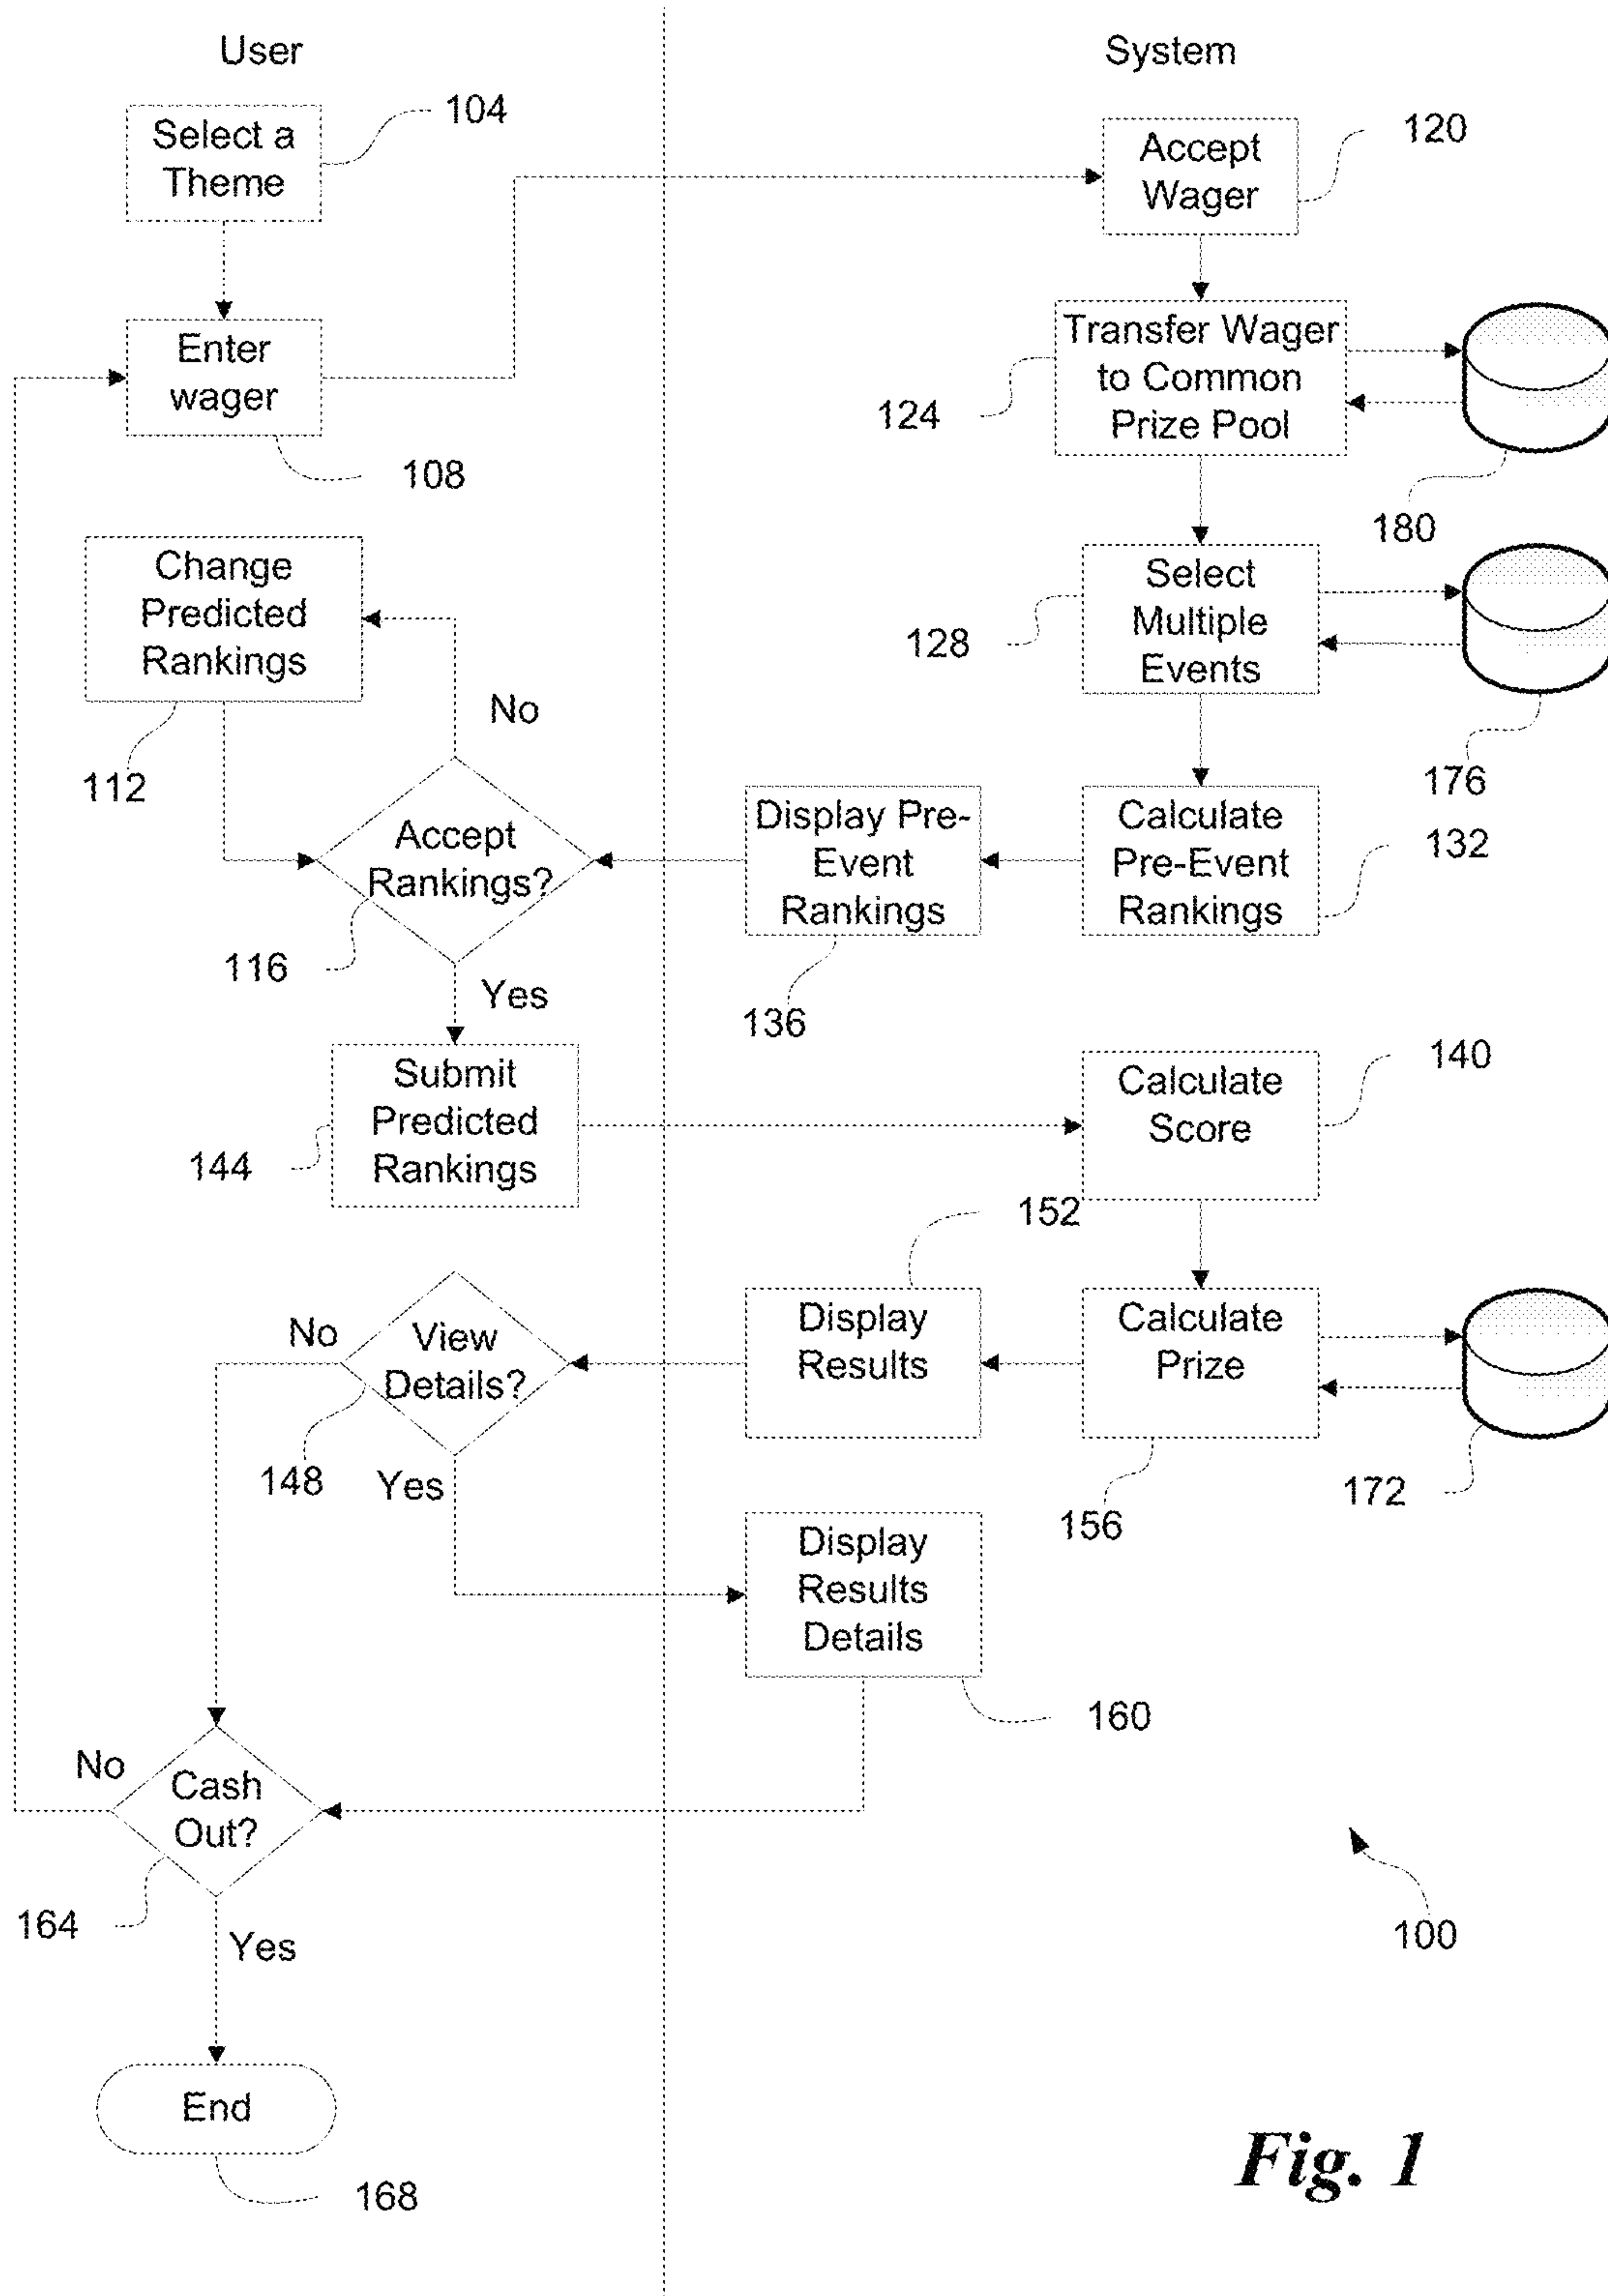 User
System
Select a
Theme
104
Accept
Wager
120
Enter
wager
108
Transfer Wager
to Common
Prize Pool
124
180
Change
Predicted
Rankings
112
No
Select
Multiple
Events
128
176
Accept
Rankings?
116
Yes
Display Pre-
Event
Rankings
136
Calculate
Pre-Event
Rankings
132
Submit
Predicted
Rankings
144
Calculate
Score
140
152
No
View
Details?
148
Yes
Display
Results
Calculate
Prize
156
172
Display
Results
Details
160
No
Cash
Out?
164
Yes
100
End
168
Fig. 1